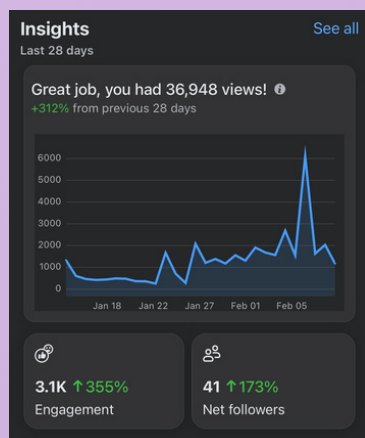 Insights See all
Last 28 days
Great job, you had 36,948 views!
+312% from previous 28 days
6000
5000
4000
3000
2000
1000
0
Jan 18 Jan 22 Jan 27 Feb 01 Feb 05
3.1K ↑ 355%
Engagement
41 ↑ 173%
Net followers